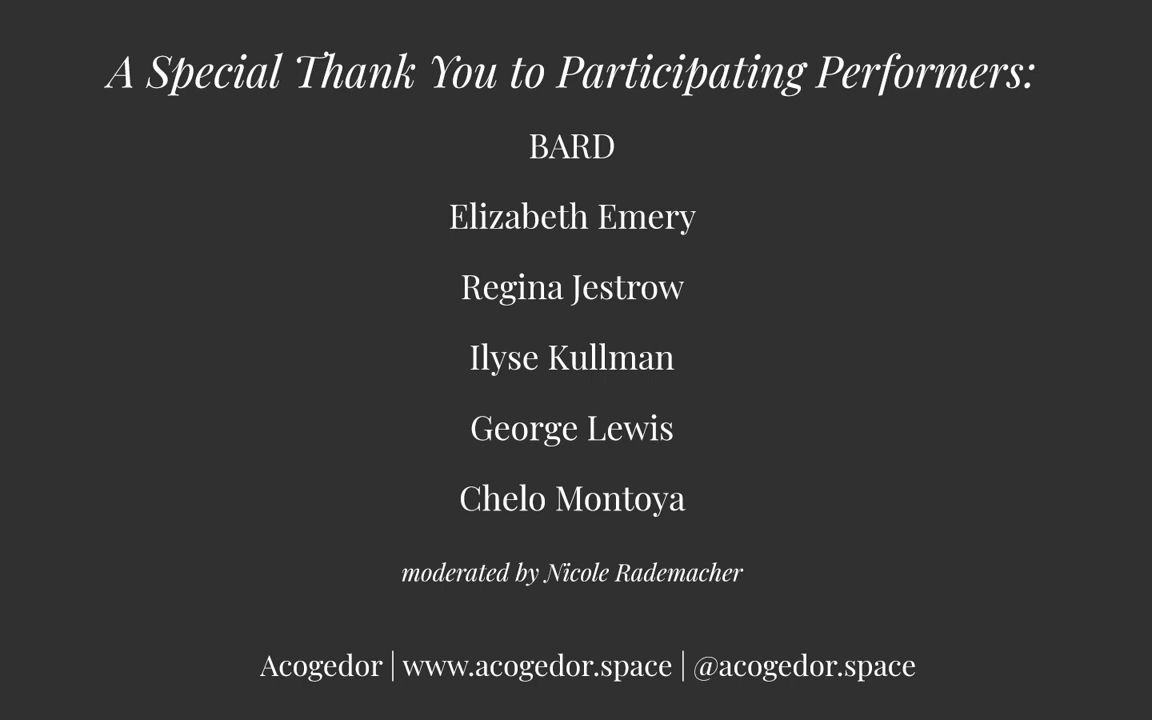 A Special Thank You to Participating Performers:
BARD
Elizabeth Emery
Regina Jestrow
Ilyse Kullman
George Lewis
Chelo Montoya
moderated by Nicole Rademacher
Acogedor | www.acogedor.space | @acogedor.space